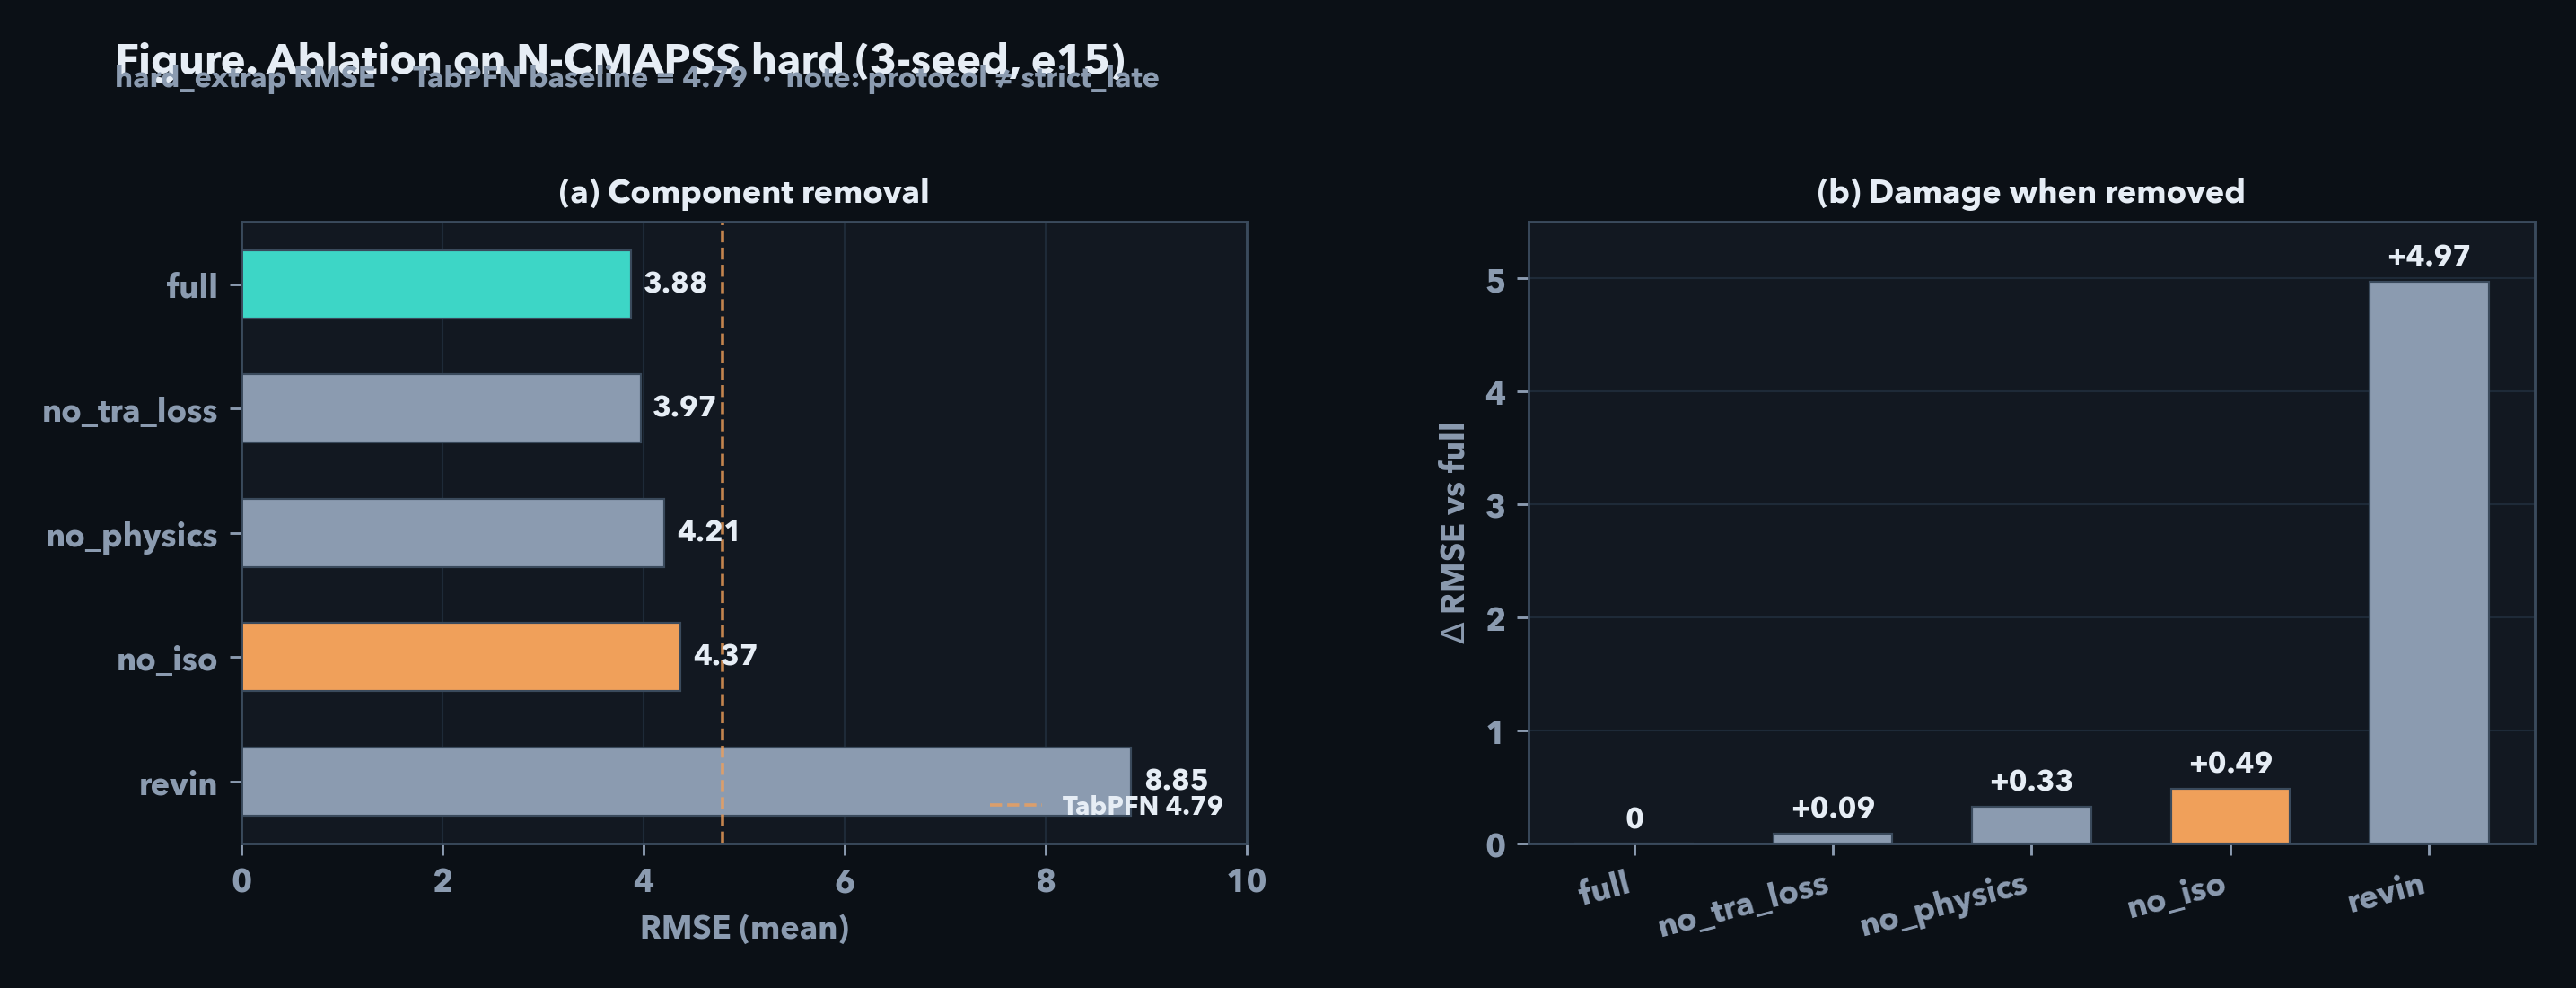 Figure. Ablation on N-CMAPSS hard (3-seed, e15)
hard_extrap RMSE · TabPFN baseline = 4.79 · note: protocol ≠ strict_late
(a) Component removal
full
3.88
no_tra_loss
3.97
no_physics
4.21
no_iso
4.37
revin
8.85
TabPFN 4.79
0 2 4 6 8 10
RMSE (mean)
(b) Damage when removed
Δ RMSE vs full
5
4
3
2
1
0
0
+0.09
+0.33
+0.49
+4.97
full
no_tra_loss
no_physics
no_iso
revin